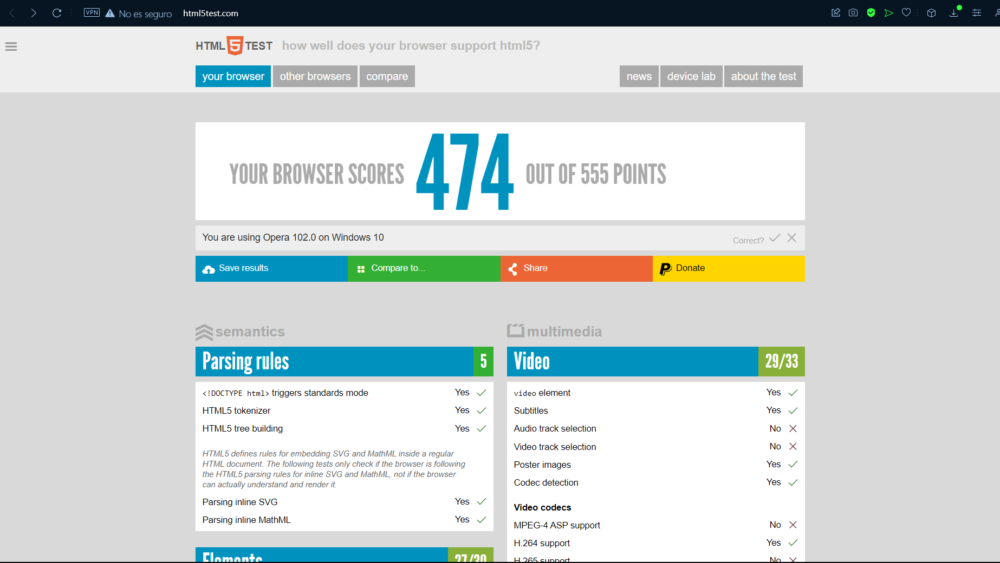 VPN No es seguro html5test.com
HTML 5 TEST how well does your browser support html5?
your browser other browsers compare news device lab about the test
YOUR BROWSER SCORES 474 OUT OF 555 POINTS
You are using Opera 102.0 on Windows 10 Correct?
Save results Compare to... Share Donate
semantics
Parsing rules 5
<!DOCTYPE html> triggers standards mode Yes
HTML5 tokenizer Yes
HTML5 tree building Yes
HTML5 defines rules for embedding SVG and MathML inside a regular
HTML document. The following tests only check if the browser is following
the HTML5 parsing rules for inline SVG and MathML, not if the browser
can actually understand and render it.
Parsing inline SVG Yes
Parsing inline MathML Yes
Elements 27/30
multimedia
Video 29/33
video element Yes
Subtitles Yes
Audio track selection No
Video track selection No
Poster images Yes
Codec detection Yes
Video codecs
MPEG-4 ASP support No
H.264 support Yes
H.265 support No